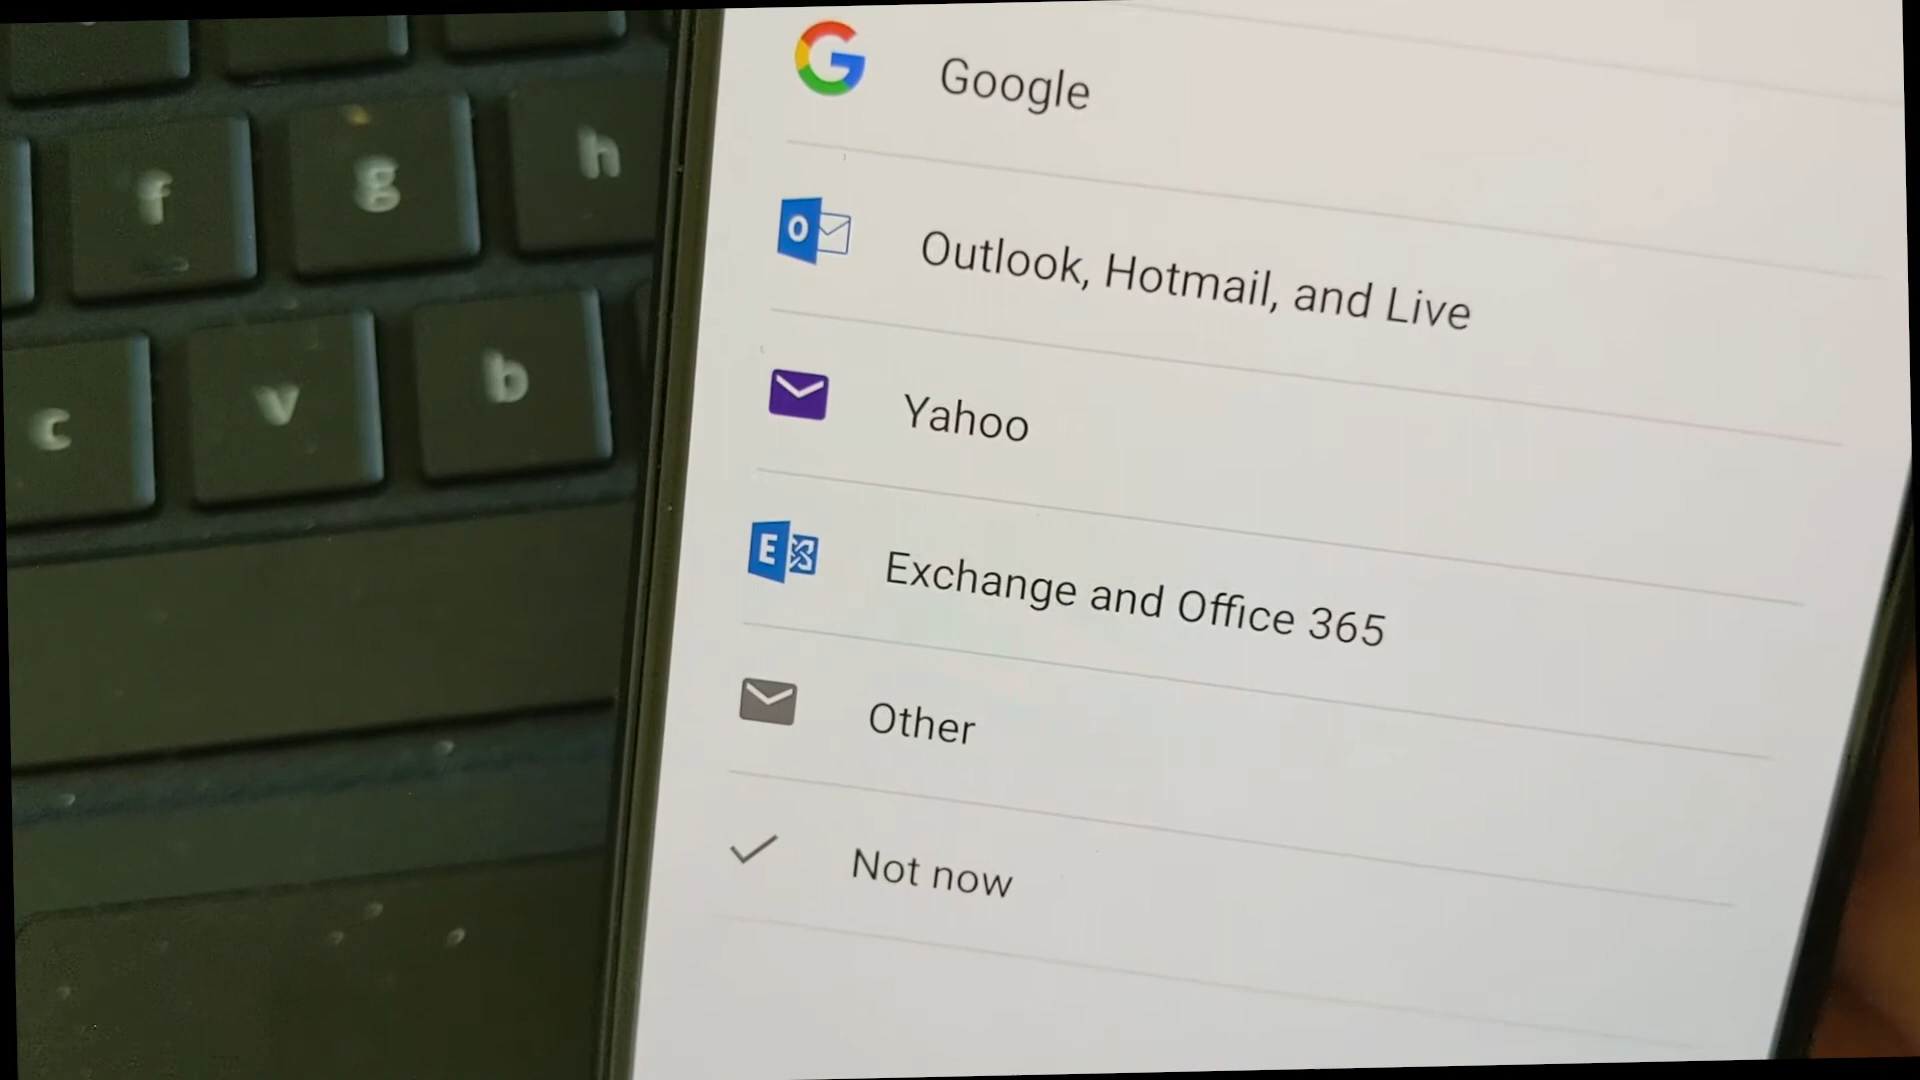 Google
Outlook, Hotmail, and Live
Yahoo
Exchange and Office 365
Other
Not now
f g h
c v b